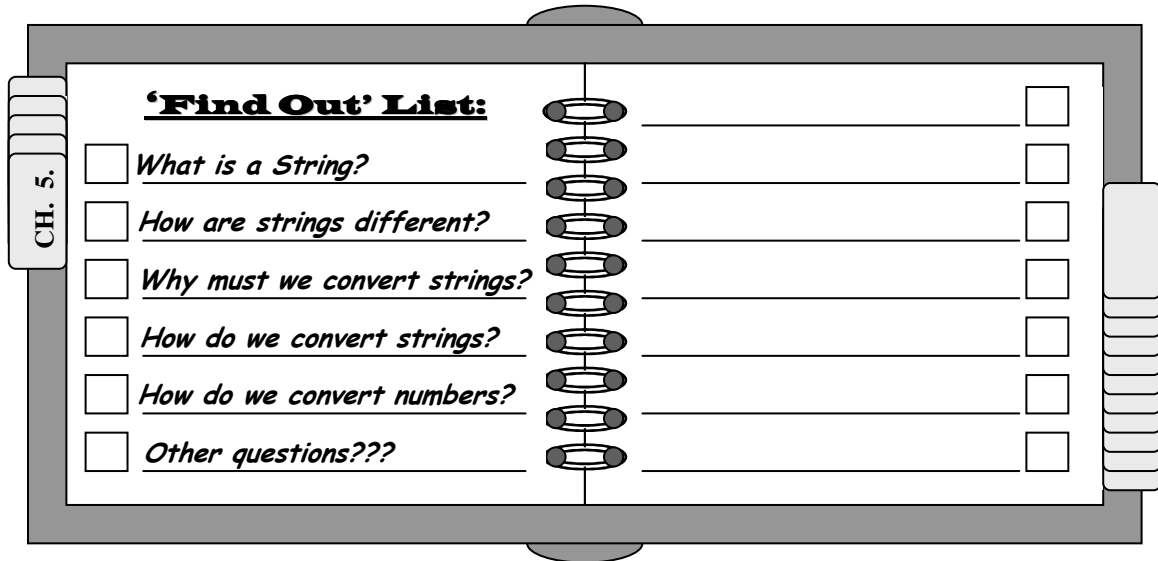 'Find Out' List:
CH. 5.
What is a String?
How are strings different?
Why must we convert strings?
How do we convert strings?
How do we convert numbers?
Other questions???